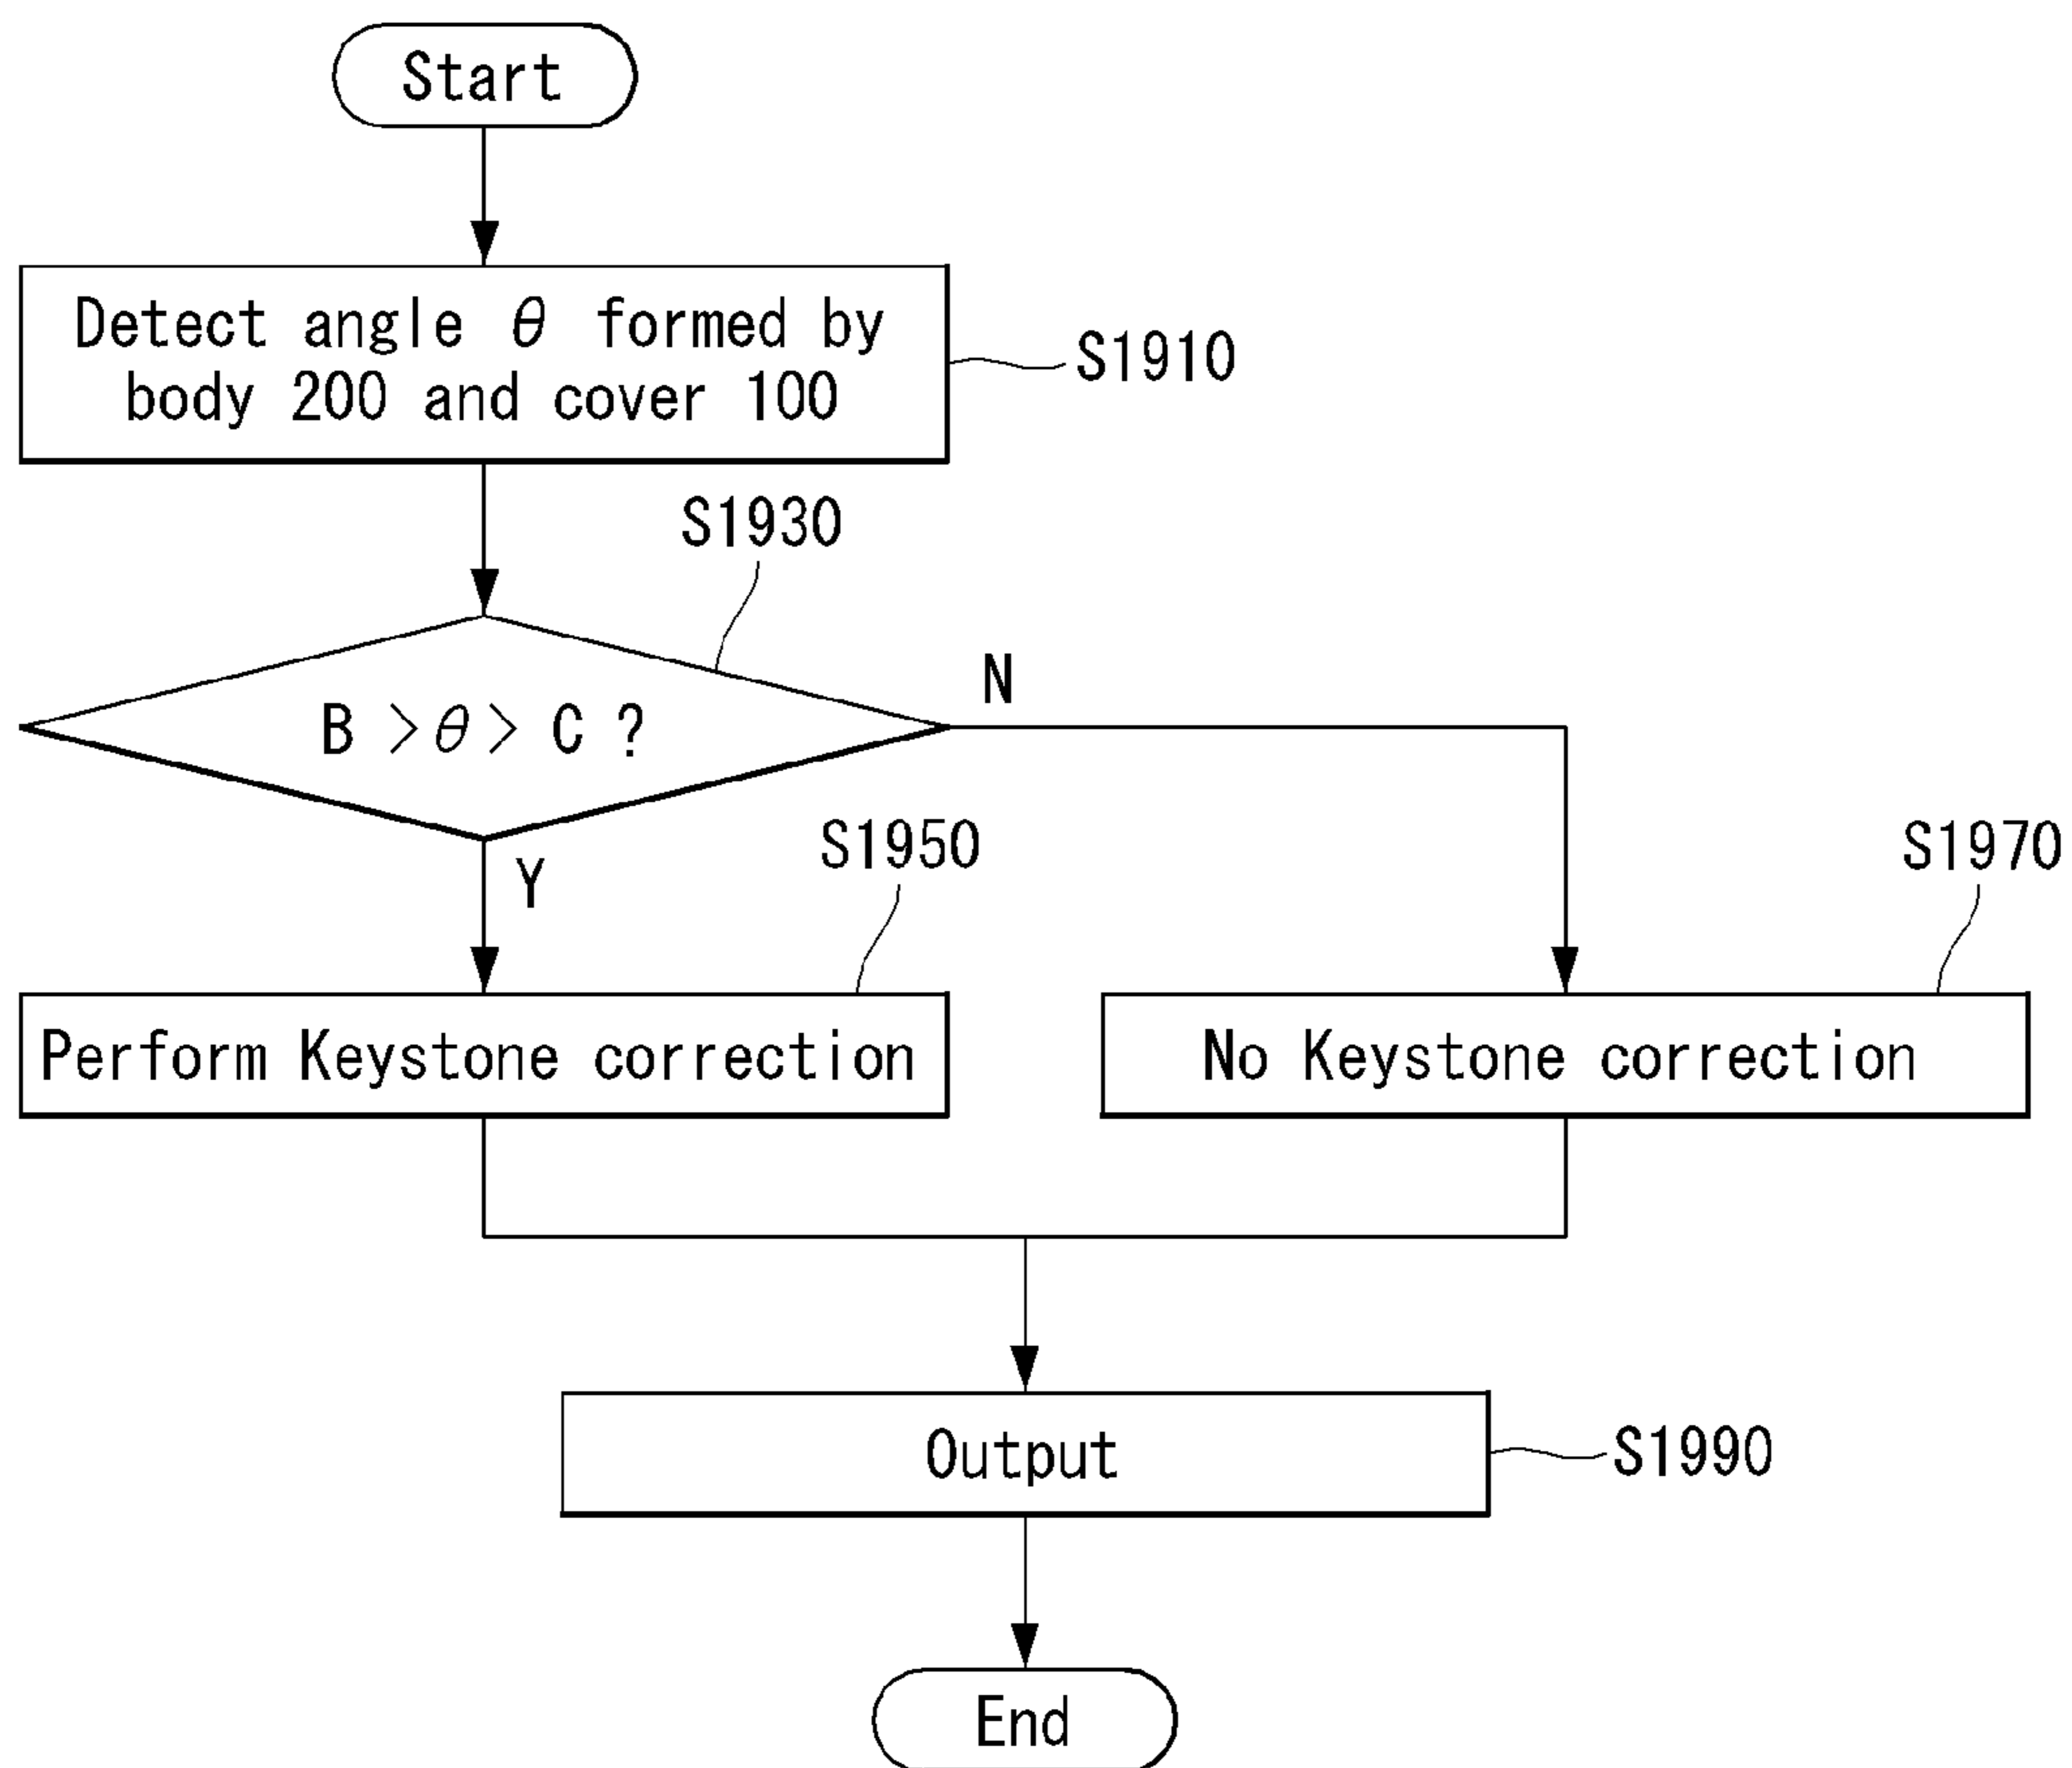 Start
Detect angle θ formed by
body 200 and cover 100
S1910
S1930
B > θ > C ?
N
Y
S1950
S1970
Perform Keystone correction
No Keystone correction
Output
S1990
End